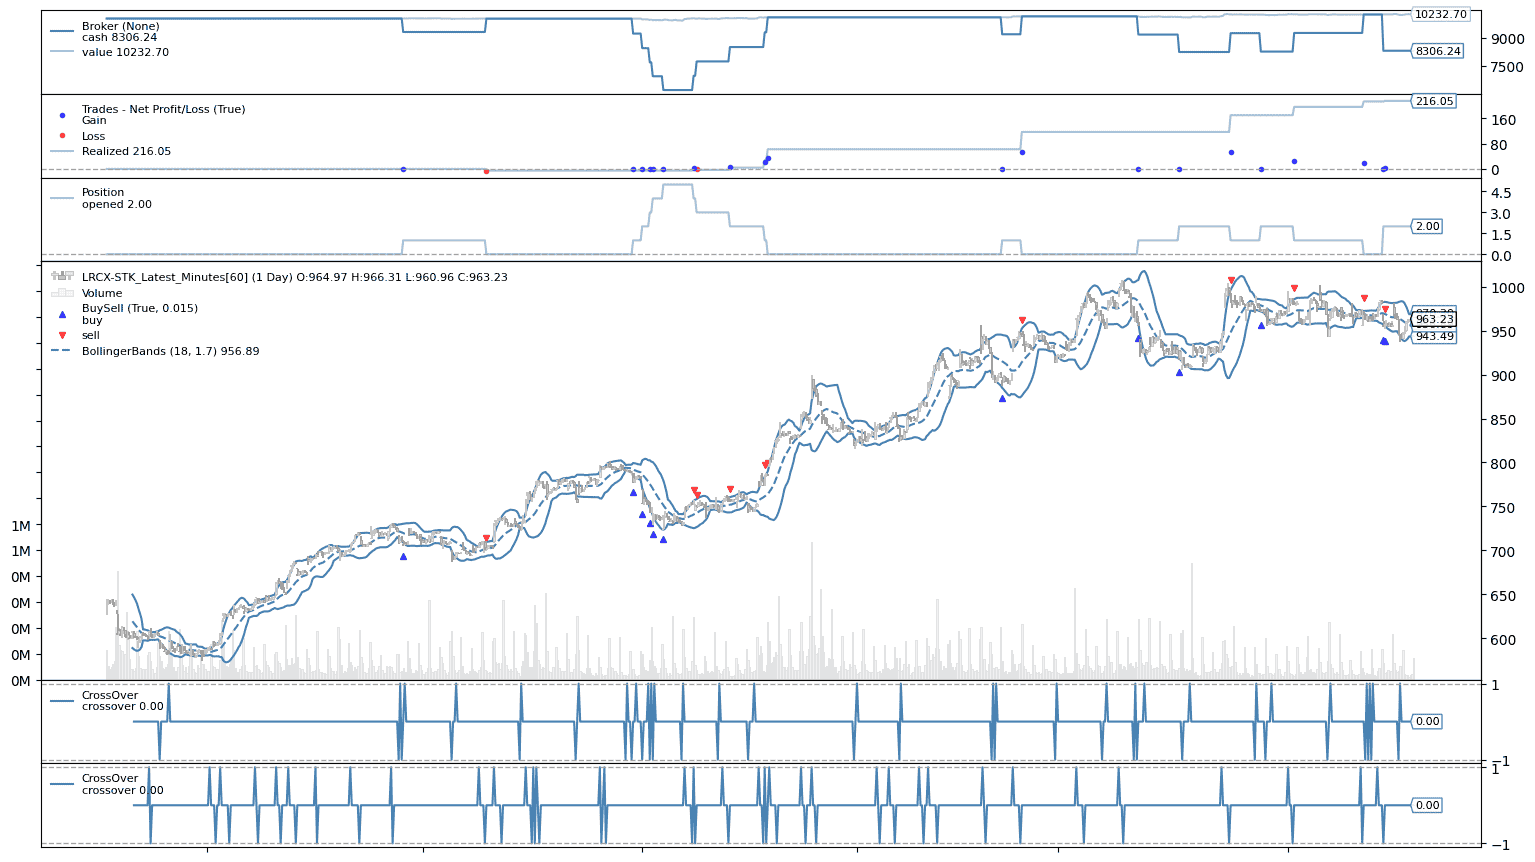 Broker (None)
cash 8306.24
value 10232.70
10232.70
9000
8306.24
7500
Trades - Net Profit/Loss (True)
Gain
Loss
Realized 216.05
216.05
160
80
0
Position
opened 2.00
4.5
3.0
2.00
1.5
0.0
LRCX-STK_Latest_Minutes[60] (1 Day) O:964.97 H:966.31 L:960.96 C:963.23
Volume
BuySell (True, 0.015)
buy
sell
BollingerBands (18, 1.7) 956.89
1000
963.23
950
943.49
900
850
800
750
700
650
600
1M
1M
0M
0M
0M
0M
0M
CrossOver
crossover 0.00
1
0.00
−1
CrossOver
crossover 0.00
1
0.00
−1